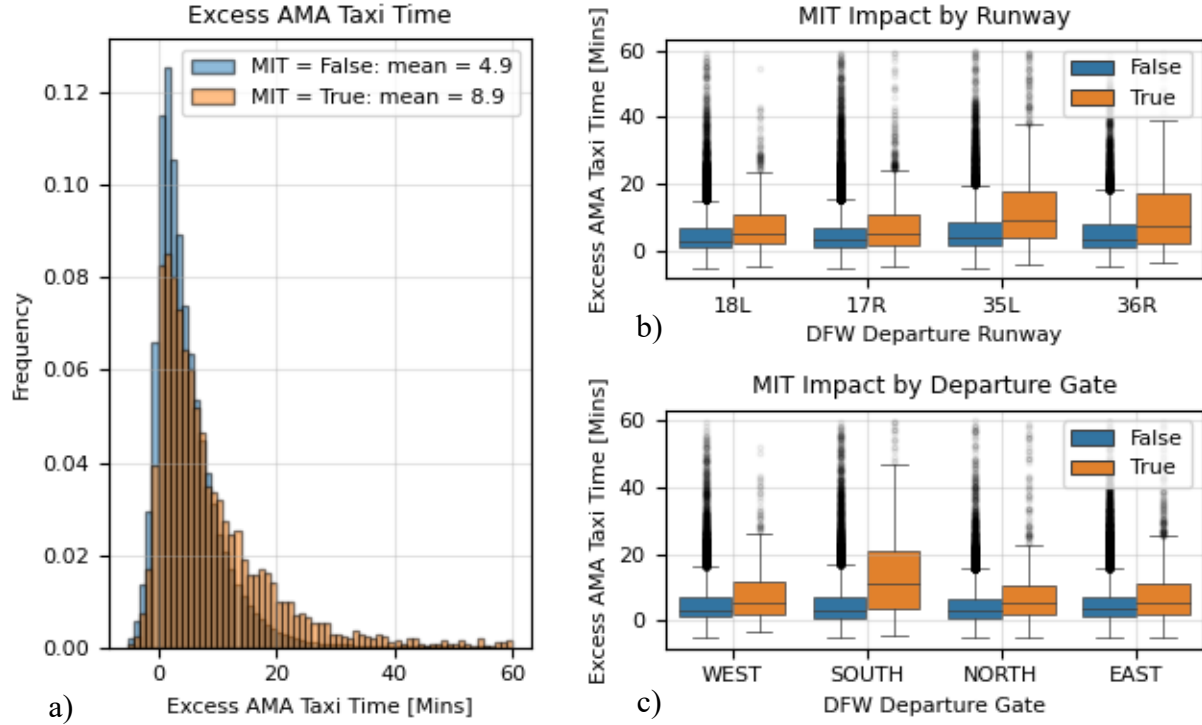 Excess AMA Taxi Time
MIT = False: mean = 4.9
MIT = True: mean = 8.9
Frequency
0.12
0.10
0.08
0.06
0.04
0.02
0.00
0
20
40
60
a)
Excess AMA Taxi Time [Mins]
MIT Impact by Runway
Excess AMA Taxi Time [Mins]
60
40
20
0
False
True
18L
17R
35L
36R
b)
DFW Departure Runway
MIT Impact by Departure Gate
Excess AMA Taxi Time [Mins]
60
40
20
0
False
True
WEST
SOUTH
NORTH
EAST
c)
DFW Departure Gate